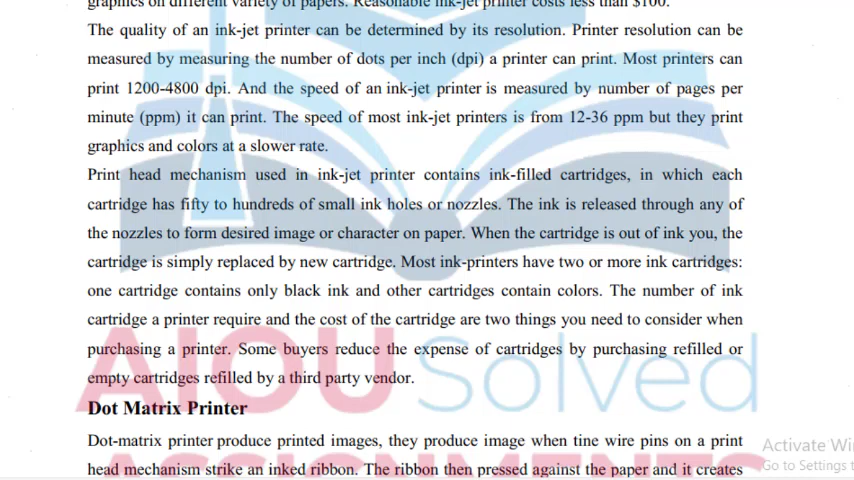 graphics on different variety of papers. Reasonable ink-jet printer costs less than $100.
The quality of an ink-jet printer can be determined by its resolution. Printer resolution can be
measured by measuring the number of dots per inch (dpi) a printer can print. Most printers can
print 1200-4800 dpi. And the speed of an ink-jet printer is measured by number of pages per
minute (ppm) it can print. The speed of most ink-jet printers is from 12-36 ppm but they print
graphics and colors at a slower rate.
Print head mechanism used in ink-jet printer contains ink-filled cartridges, in which each
cartridge has fifty to hundreds of small ink holes or nozzles. The ink is released through any of
the nozzles to form desired image or character on paper. When the cartridge is out of ink you, the
cartridge is simply replaced by new cartridge. Most ink-printers have two or more ink cartridges:
one cartridge contains only black ink and other cartridges contain colors. The number of ink
cartridge a printer require and the cost of the cartridge are two things you need to consider when
purchasing a printer. Some buyers reduce the expense of cartridges by purchasing refilled or
empty cartridges refilled by a third party vendor.
AIOU Solved
Dot Matrix Printer
Dot-matrix printer produce printed images, they produce image when tine wire pins on a print
head mechanism strike an inked ribbon. The ribbon then pressed against the paper and it creates
ASSIGNMENTS
Activate Wi
Go to Settings t